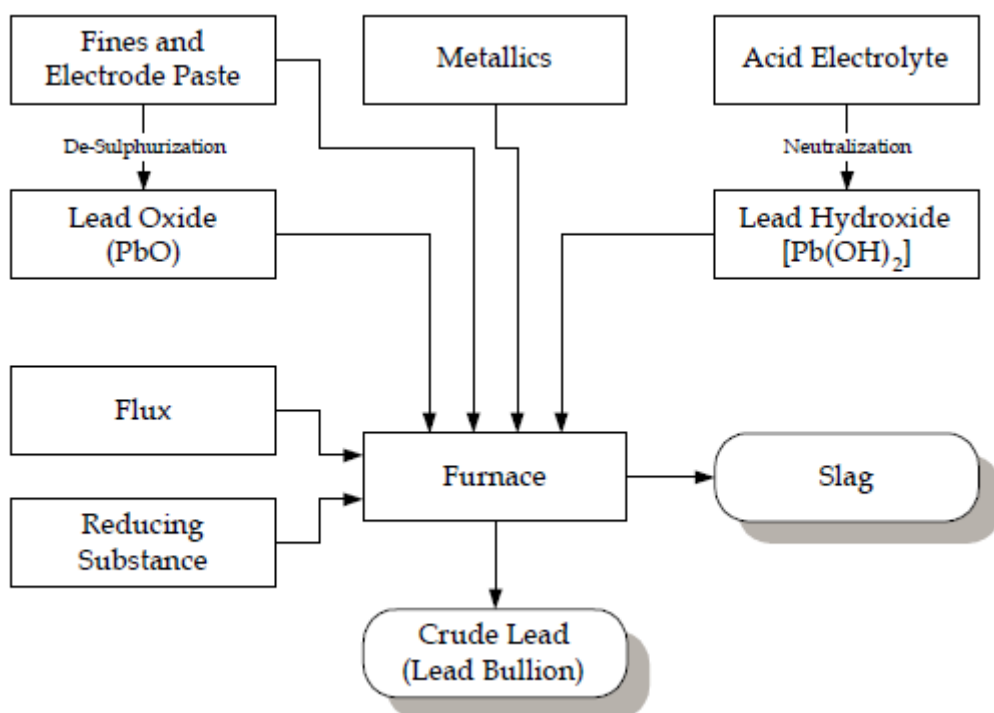 Fines and
Electrode Paste
Metallics
Acid Electrolyte
De-Sulphurization
Neutralization
Lead Oxide
(PbO)
Lead Hydroxide
[Pb(OH)₂]
Flux
Furnace
Slag
Reducing
Substance
Crude Lead
(Lead Bullion)